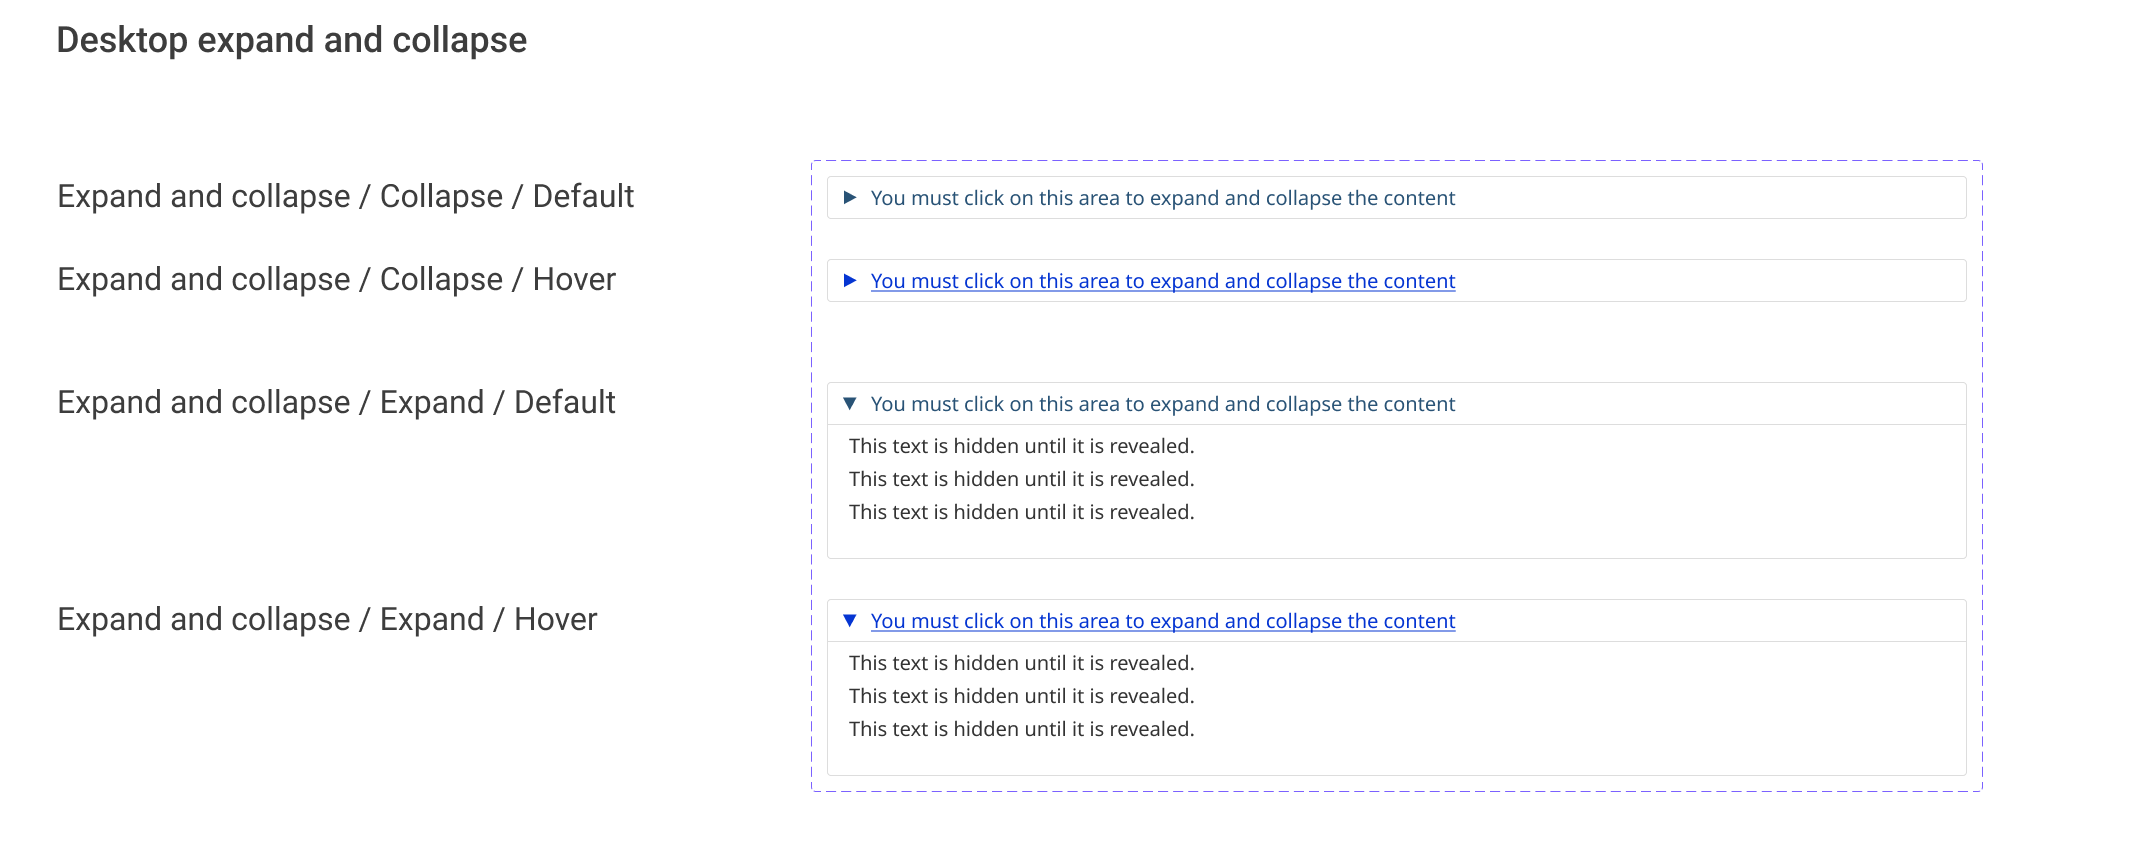 Desktop expand and collapse
Expand and collapse / Collapse / Default
You must click on this area to expand and collapse the content
Expand and collapse / Collapse / Hover
You must click on this area to expand and collapse the content
Expand and collapse / Expand / Default
You must click on this area to expand and collapse the content
This text is hidden until it is revealed.
This text is hidden until it is revealed.
This text is hidden until it is revealed.
Expand and collapse / Expand / Hover
You must click on this area to expand and collapse the content
This text is hidden until it is revealed.
This text is hidden until it is revealed.
This text is hidden until it is revealed.